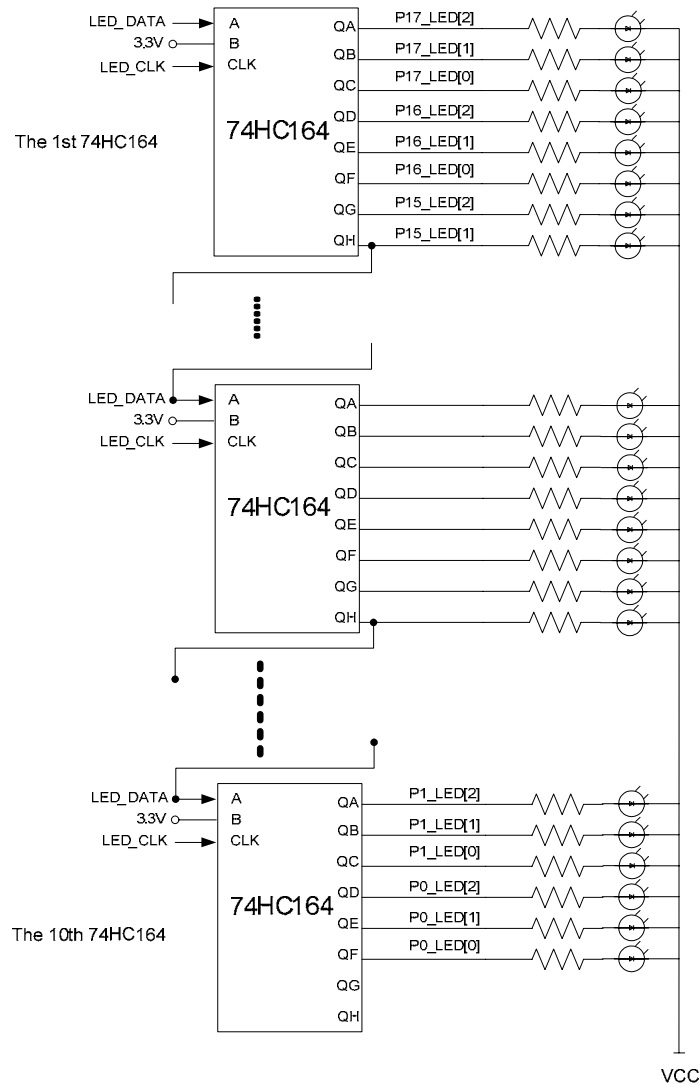 LED_DATA
3.3V
LED_CLK
A
B
CLK
The 1st 74HC164
74HC164
QA
QB
QC
QD
QE
QF
QG
QH
P17_LED[2]
P17_LED[1]
P17_LED[0]
P16_LED[2]
P16_LED[1]
P16_LED[0]
P15_LED[2]
P15_LED[1]
LED_DATA
3.3V
LED_CLK
A
B
CLK
74HC164
QA
QB
QC
QD
QE
QF
QG
QH
LED_DATA
3.3V
LED_CLK
A
B
CLK
The 10th 74HC164
74HC164
QA
QB
QC
QD
QE
QF
QG
QH
P1_LED[2]
P1_LED[1]
P1_LED[0]
P0_LED[2]
P0_LED[1]
P0_LED[0]
VCC